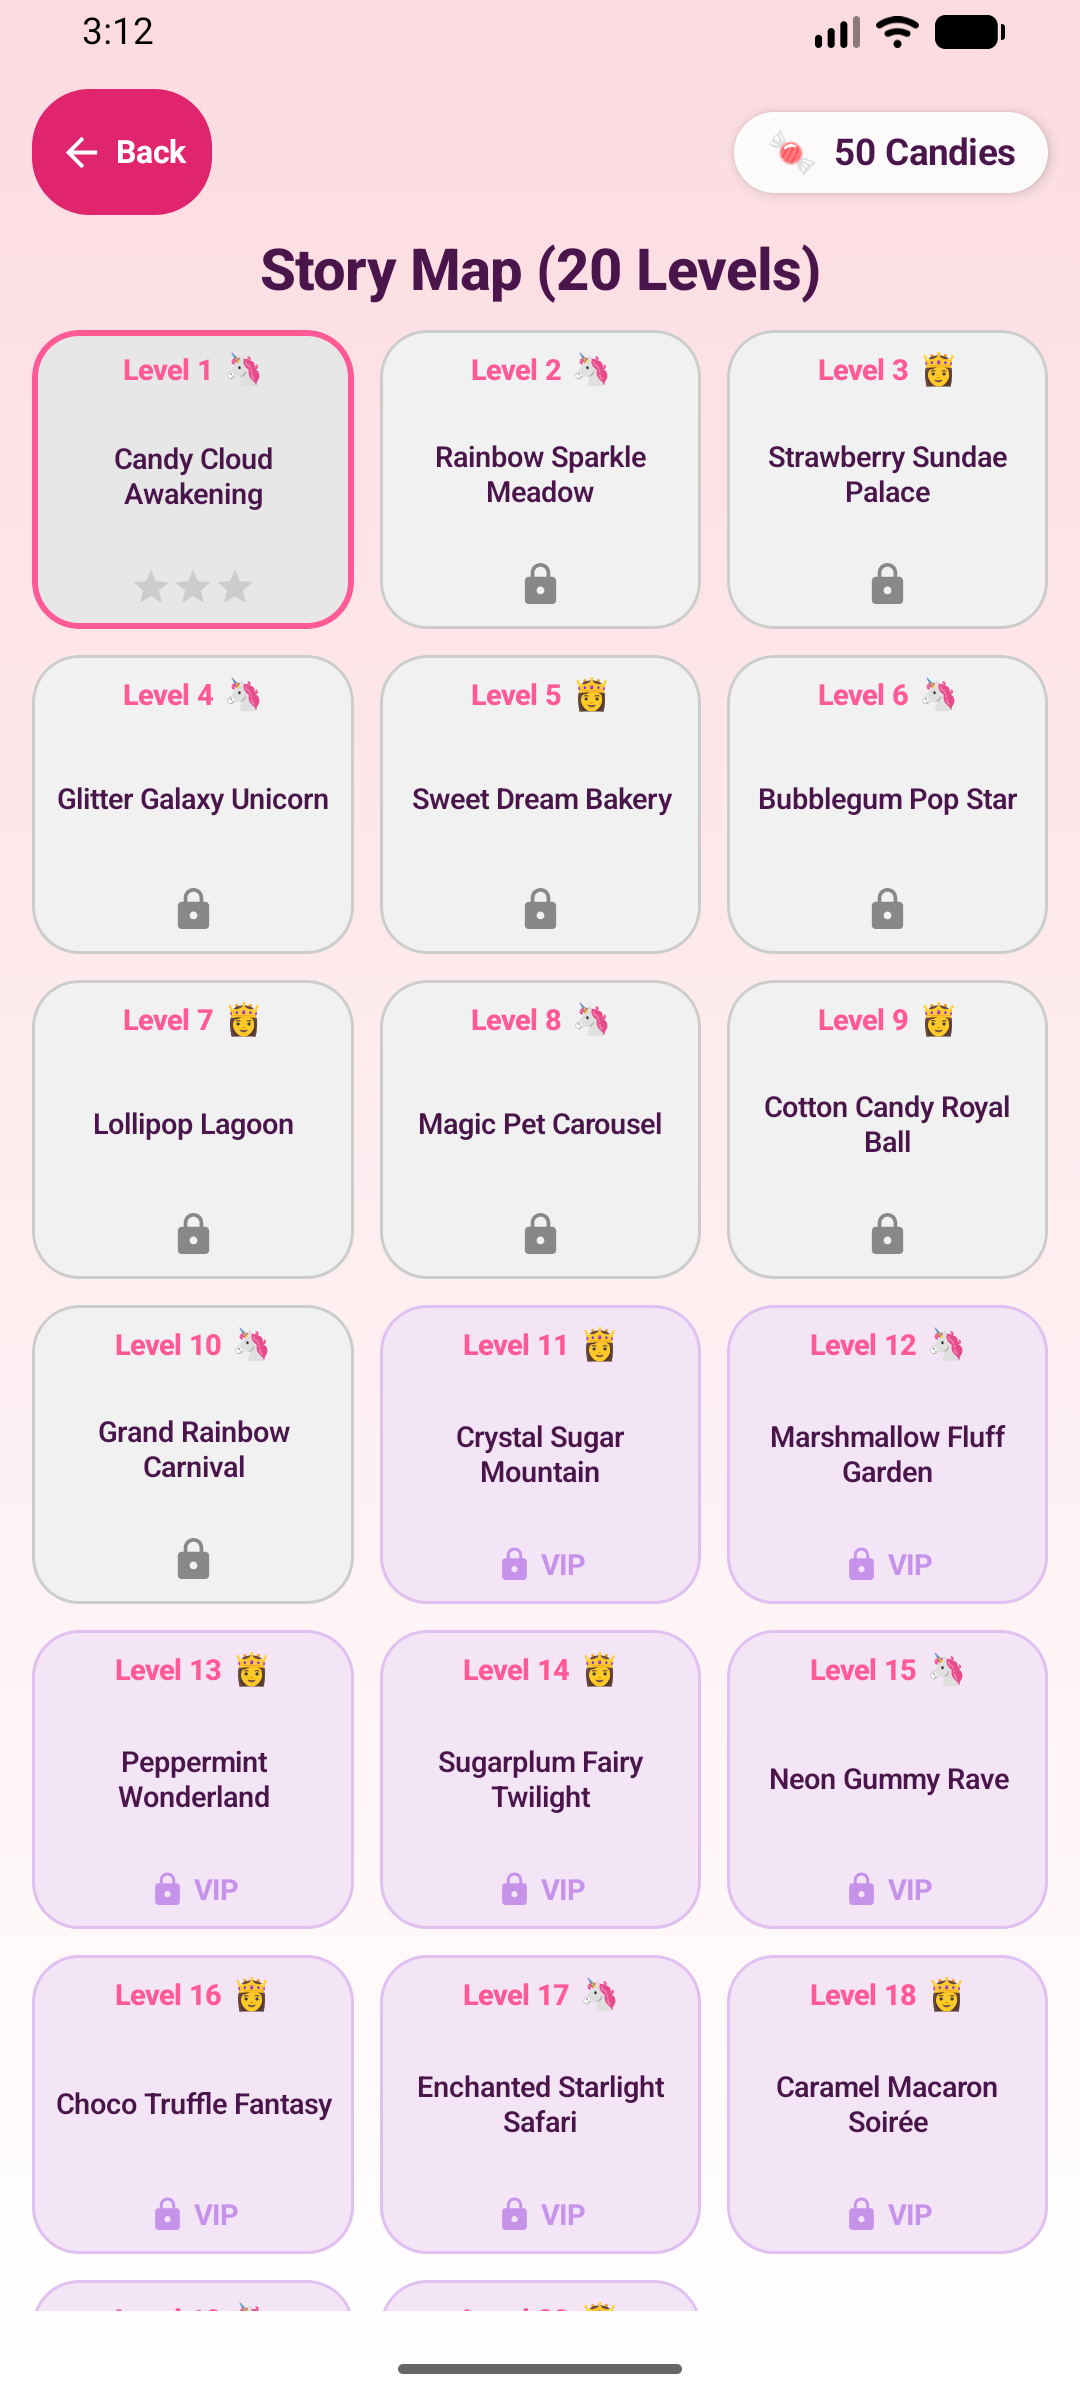 3:12
Back
50 Candies
Story Map (20 Levels)
Level 1
Candy Cloud
Awakening
Level 2
Rainbow Sparkle
Meadow
Level 3
Strawberry Sundae
Palace
Level 4
Glitter Galaxy Unicorn
Level 5
Sweet Dream Bakery
Level 6
Bubblegum Pop Star
Level 7
Lollipop Lagoon
Level 8
Magic Pet Carousel
Level 9
Cotton Candy Royal
Ball
Level 10
Grand Rainbow
Carnival
Level 11
Crystal Sugar
Mountain
VIP
Level 12
Marshmallow Fluff
Garden
VIP
Level 13
Peppermint
Wonderland
VIP
Level 14
Sugarplum Fairy
Twilight
VIP
Level 15
Neon Gummy Rave
VIP
Level 16
Choco Truffle Fantasy
VIP
Level 17
Enchanted Starlight
Safari
VIP
Level 18
Caramel Macaron
Soirée
VIP